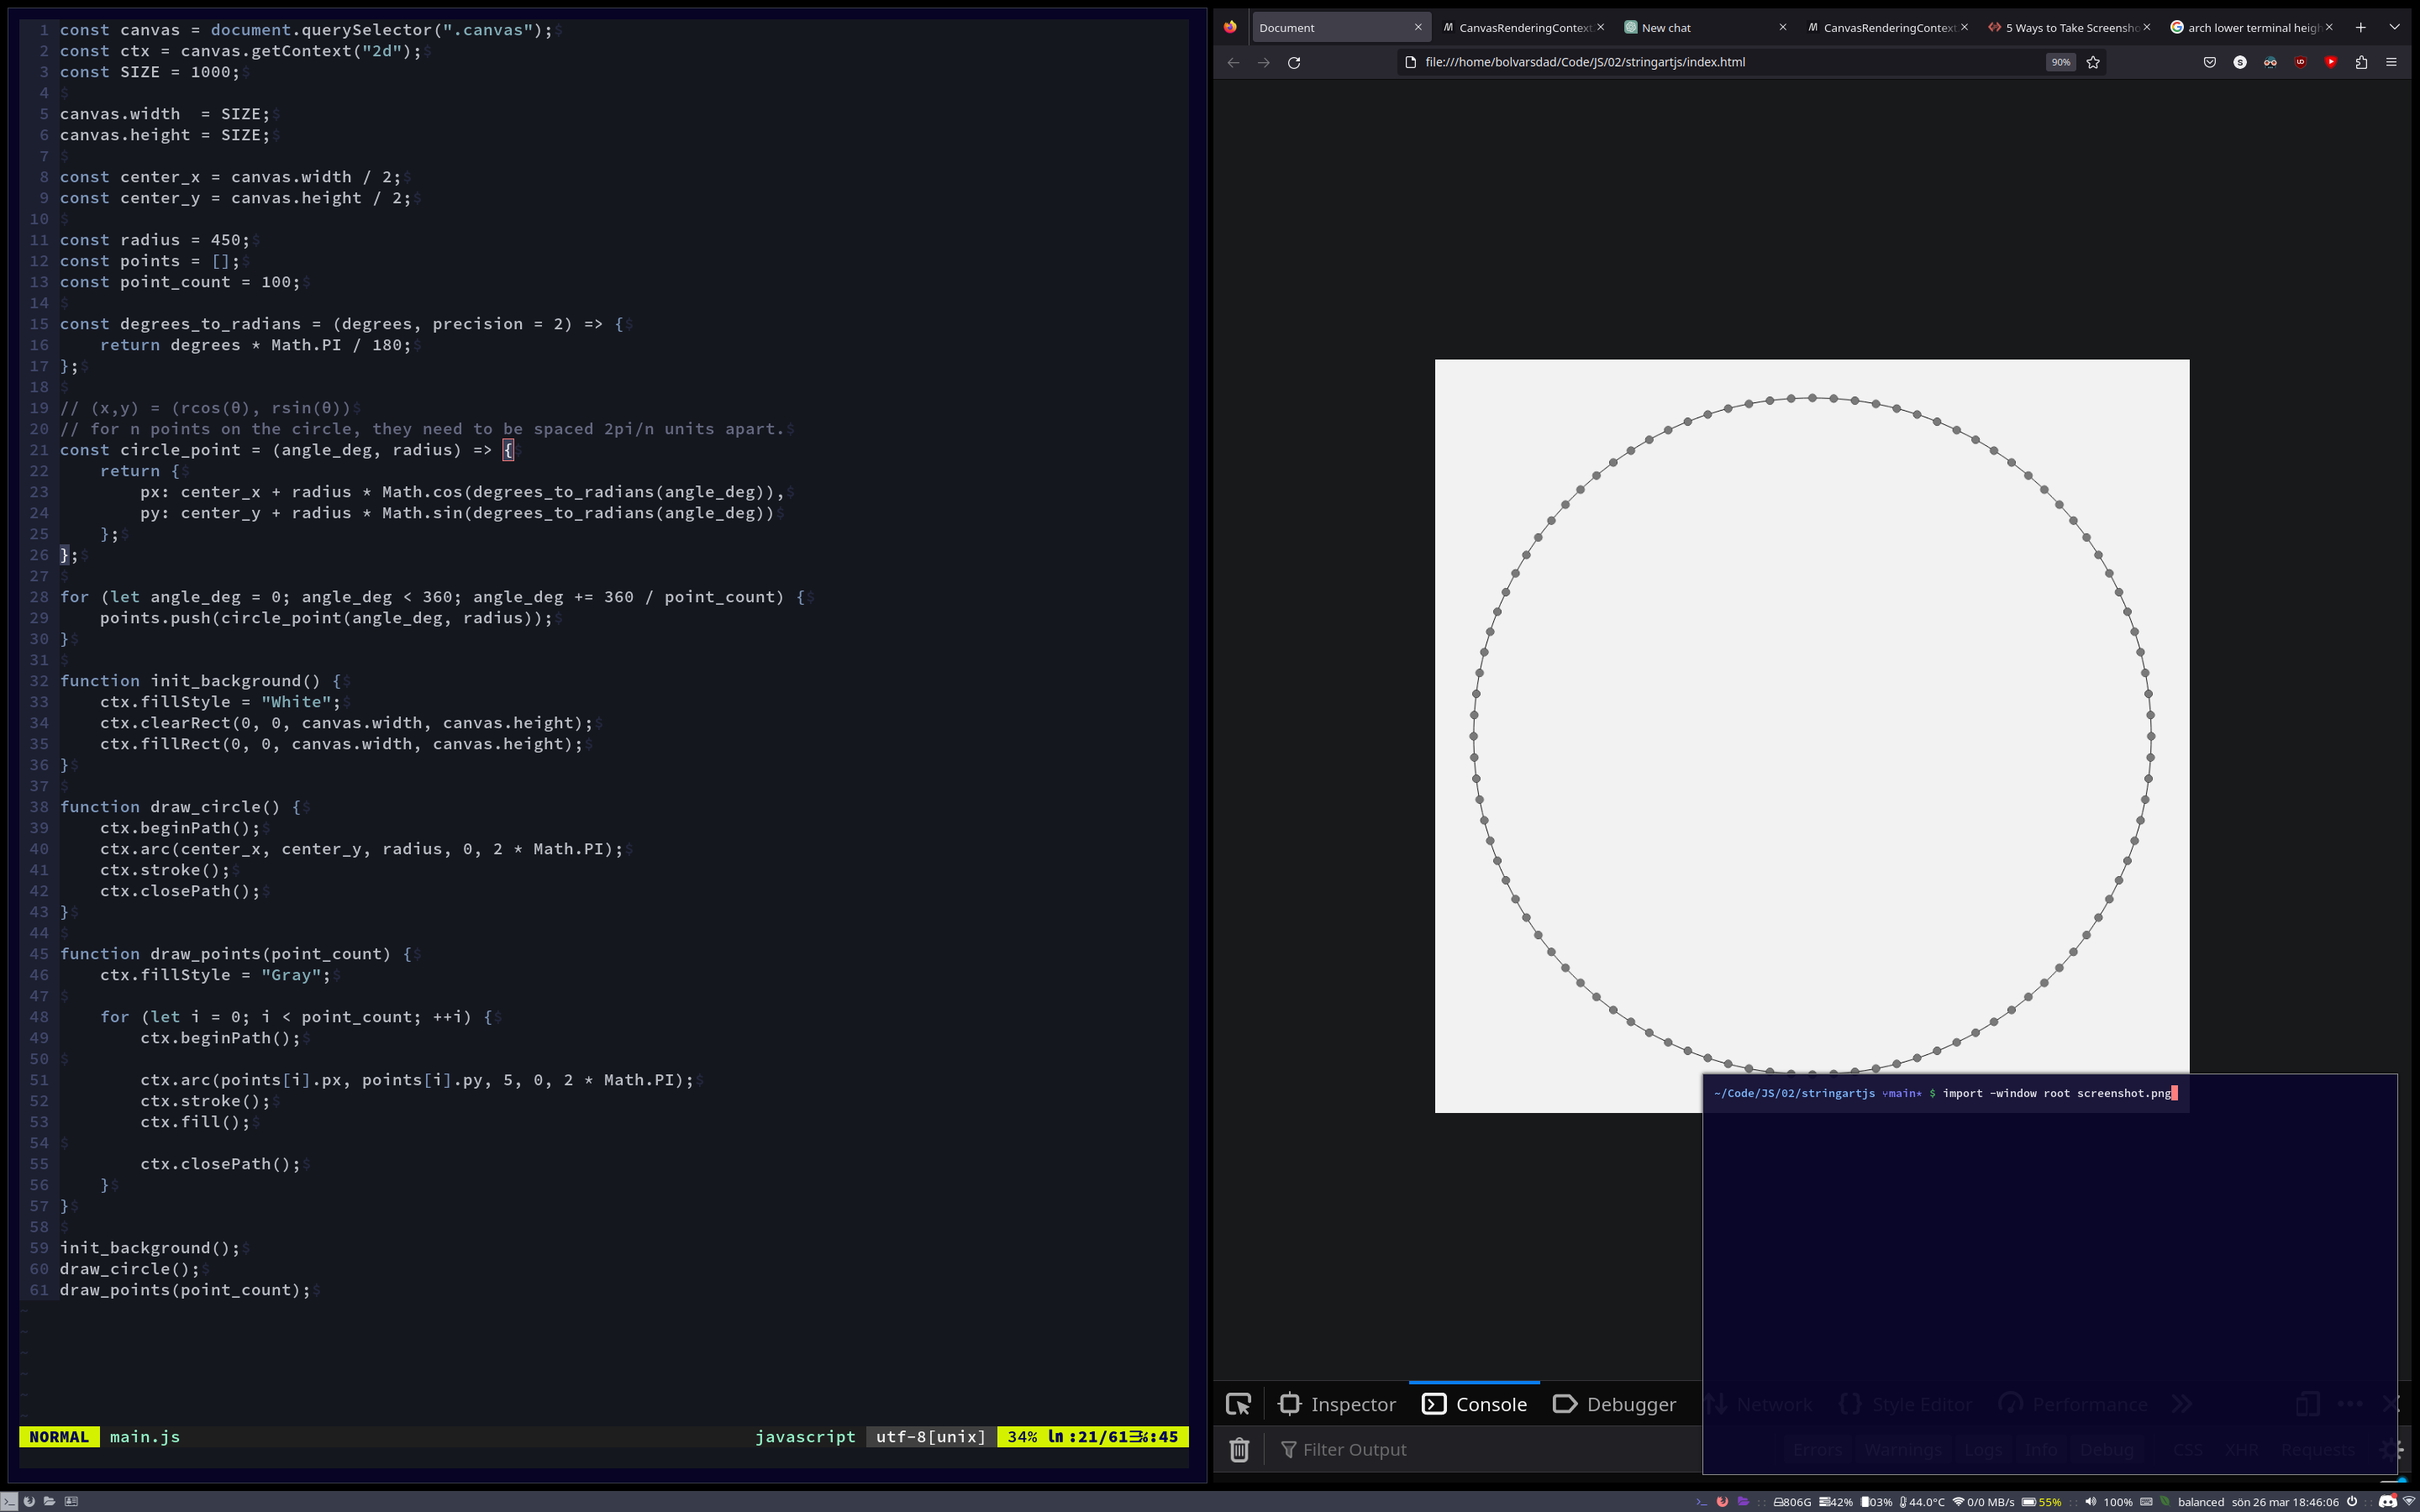 1 const canvas = document.querySelector(".canvas");$
2 const ctx = canvas.getContext("2d");$
3 const SIZE = 1000;$
4 $
5 canvas.width  = SIZE;$
6 canvas.height = SIZE;$
7 $
8 const center_x = canvas.width / 2;$
9 const center_y = canvas.height / 2;$
10 $
11 const radius = 450;$
12 const points = [];$
13 const point_count = 100;$
14 $
15 const degrees_to_radians = (degrees, precision = 2) => {$
16     return degrees * Math.PI / 180;$
17 };$
18 $
19 // (x,y) = (rcos(θ), rsin(θ))$
20 // for n points on the circle, they need to be spaced 2pi/n units apart.$
21 const circle_point = (angle_deg, radius) => {$
22     return {$
23         px: center_x + radius * Math.cos(degrees_to_radians(angle_deg)),$
24         py: center_y + radius * Math.sin(degrees_to_radians(angle_deg))$
25     };$
26 };$
27 $
28 for (let angle_deg = 0; angle_deg < 360; angle_deg += 360 / point_count) {$
29     points.push(circle_point(angle_deg, radius));$
30 }$
31 $
32 function init_background() {$
33     ctx.fillStyle = "White";$
34     ctx.clearRect(0, 0, canvas.width, canvas.height);$
35     ctx.fillRect(0, 0, canvas.width, canvas.height);$
36 }$
37 $
38 function draw_circle() {$
39     ctx.beginPath();$
40     ctx.arc(center_x, center_y, radius, 0, 2 * Math.PI);$
41     ctx.stroke();$
42     ctx.closePath();$
43 }$
44 $
45 function draw_points(point_count) {$
46     ctx.fillStyle = "Gray";$
47 $
48     for (let i = 0; i < point_count; ++i) {$
49         ctx.beginPath();$
50 $
51         ctx.arc(points[i].px, points[i].py, 5, 0, 2 * Math.PI);$
52         ctx.stroke();$
53         ctx.fill();$
54 $
55         ctx.closePath();$
56     }$
57 }$
58 $
59 init_background();$
60 draw_circle();$
61 draw_points(point_count);$
~
~
~
~
~
~
NORMAL main.js javascript utf-8[unix] 34% ln:21/61 ℅:45
Document CanvasRenderingContext New chat CanvasRenderingContext 5 Ways to Take Screensho arch lower terminal heigh
file:///home/bolvarsdad/Code/JS/02/stringartjs/index.html 90%
~/Code/JS/02/stringartjs main* $ import -window root screenshot.png
Inspector Console Debugger Network Style Editor Performance
Filter Output Errors Warnings Logs Info Debug CSS XHR Requests
806G 42% 03% 44.0°C 0/0 MB/s 55% 100% balanced sön 26 mar 18:46:06